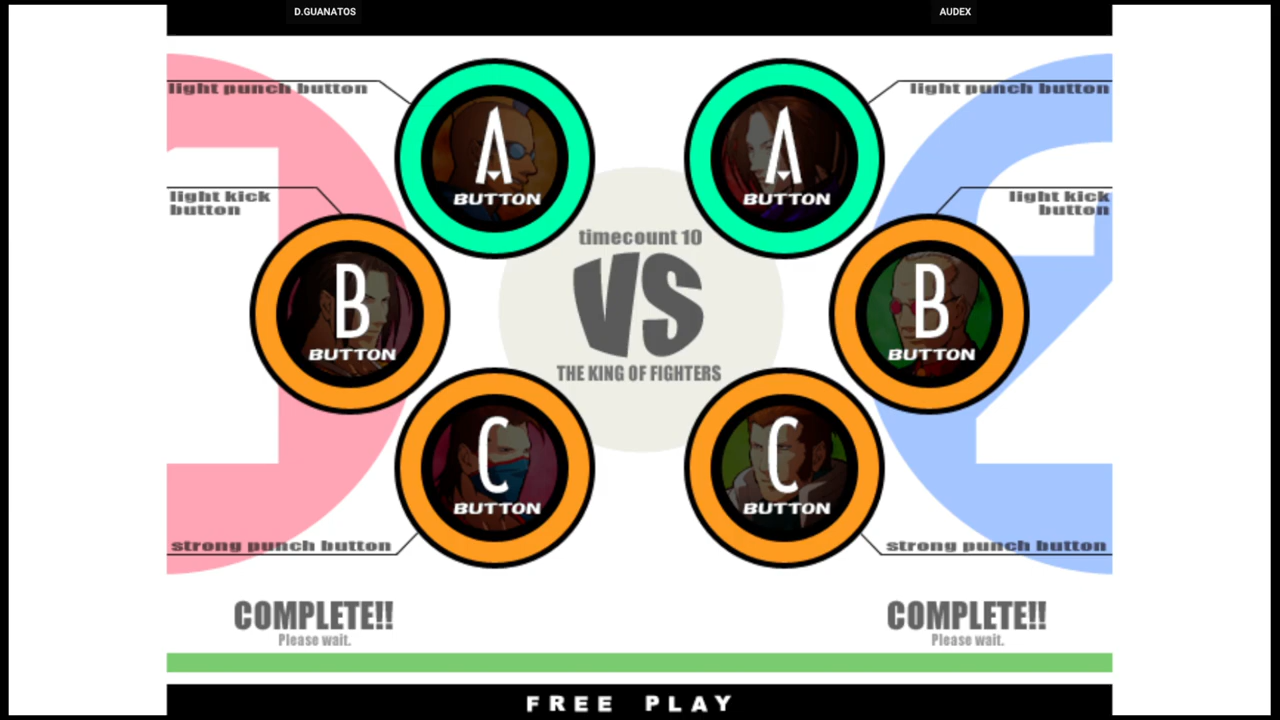 D.GUANATOS
AUDEX
light punch button
light punch button
A
BUTTON
A
BUTTON
light kick
button
light kick
button
timecount 10
VS
THE KING OF FIGHTERS
B
BUTTON
B
BUTTON
C
BUTTON
C
BUTTON
strong punch button
strong punch button
COMPLETE!!
Please wait.
COMPLETE!!
Please wait.
FREE PLAY